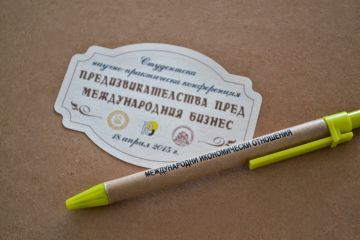 Студентска
научно-практическа конференция
ПРЕДИЗВИКАТЕЛСТВА ПРЕД
МЕЖДУНАРОДНИЯ БИЗНЕС
18 април 2015 г.
МЕЖДУНАРОДНИ ИКОНОМИЧЕСКИ ОТНОШЕНИЯ